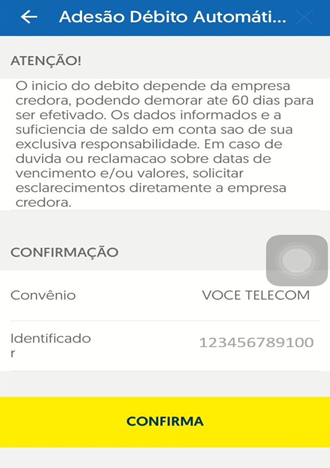 Adesão Débito Automáti...
ATENÇÃO!
O inicio do debito depende da empresa
credora, podendo demorar ate 60 dias para
ser efetivado. Os dados informados e a
suficiencia de saldo em conta sao de sua
exclusiva responsabilidade. Em caso de
duvida ou reclamacao sobre datas de
vencimento e/ou valores, solicitar
esclarecimentos diretamente a empresa
credora.
CONFIRMAÇÃO
Convênio VOCE TELECOM
Identificado
r 123456789100
CONFIRMA